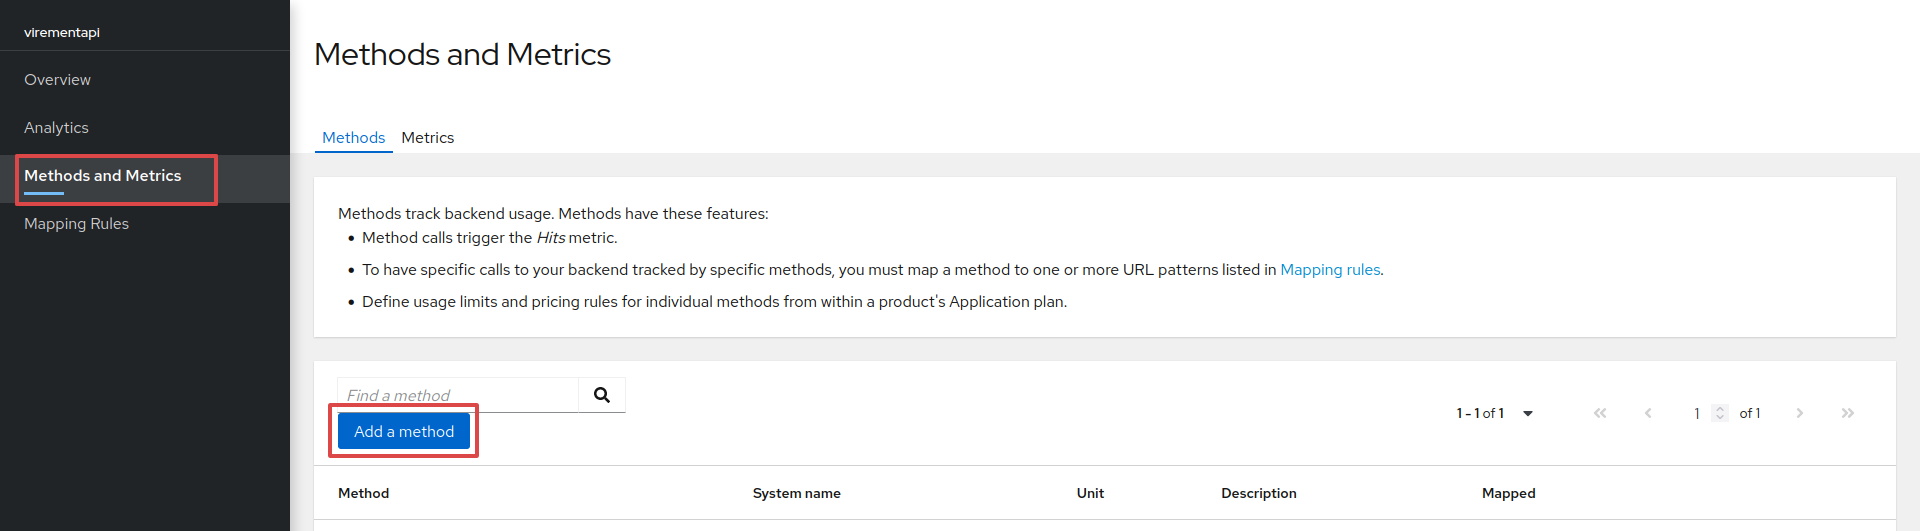 virementapi
Overview
Analytics
Methods and Metrics
Mapping Rules
Methods and Metrics
Methods Metrics
Methods track backend usage. Methods have these features:
• Method calls trigger the Hits metric.
• To have specific calls to your backend tracked by specific methods, you must map a method to one or more URL patterns listed in Mapping rules.
• Define usage limits and pricing rules for individual methods from within a product's Application plan.
Find a method
Add a method
1 - 1 of 1
1 of 1
Method System name Unit Description Mapped